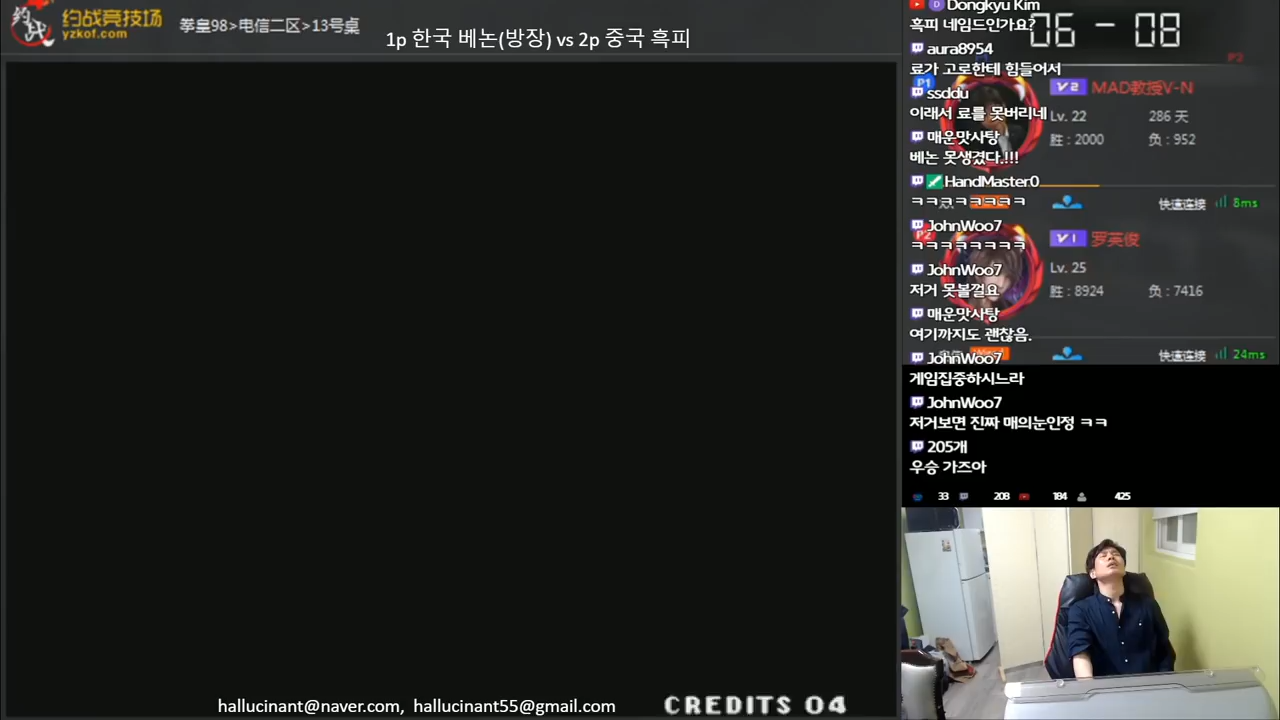 约战竞技场
yzkof.com
拳皇98>电信二区>13号桌
1p 한국 베논(방장) vs 2p 중국 흑피
Dongkyu Kim
흑피 네임드인가요?
06 - 08
aura8954
료가 고로한테 힘들어서
P1
P2
ssddu
이래서 료를 못버리네
V2 MAD教授V-N
Lv. 22 286 天
胜 : 2000 负 : 952
매운맛사탕
베논 못생겼다.!!!
HandMaster0
ㅋㅋㅋㅋㅋㅋㅋㅋ
快速连接 8ms
JohnWoo7
ㅋㅋㅋㅋㅋㅋㅋㅋ
P2
V1 罗英俊
Lv. 25
胜 : 8924 负 : 7416
JohnWoo7
저거 못볼껄요
매운맛사탕
여기까지도 괜찮음.
快速连接 24ms
JohnWoo7
게임집중하시느라
JohnWoo7
저거보면 진짜 매의눈인정 ㅋㅋ
205개
우승 가즈아
33 208 184 425
hallucinant@naver.com, hallucinant55@gmail.com
CREDITS 04